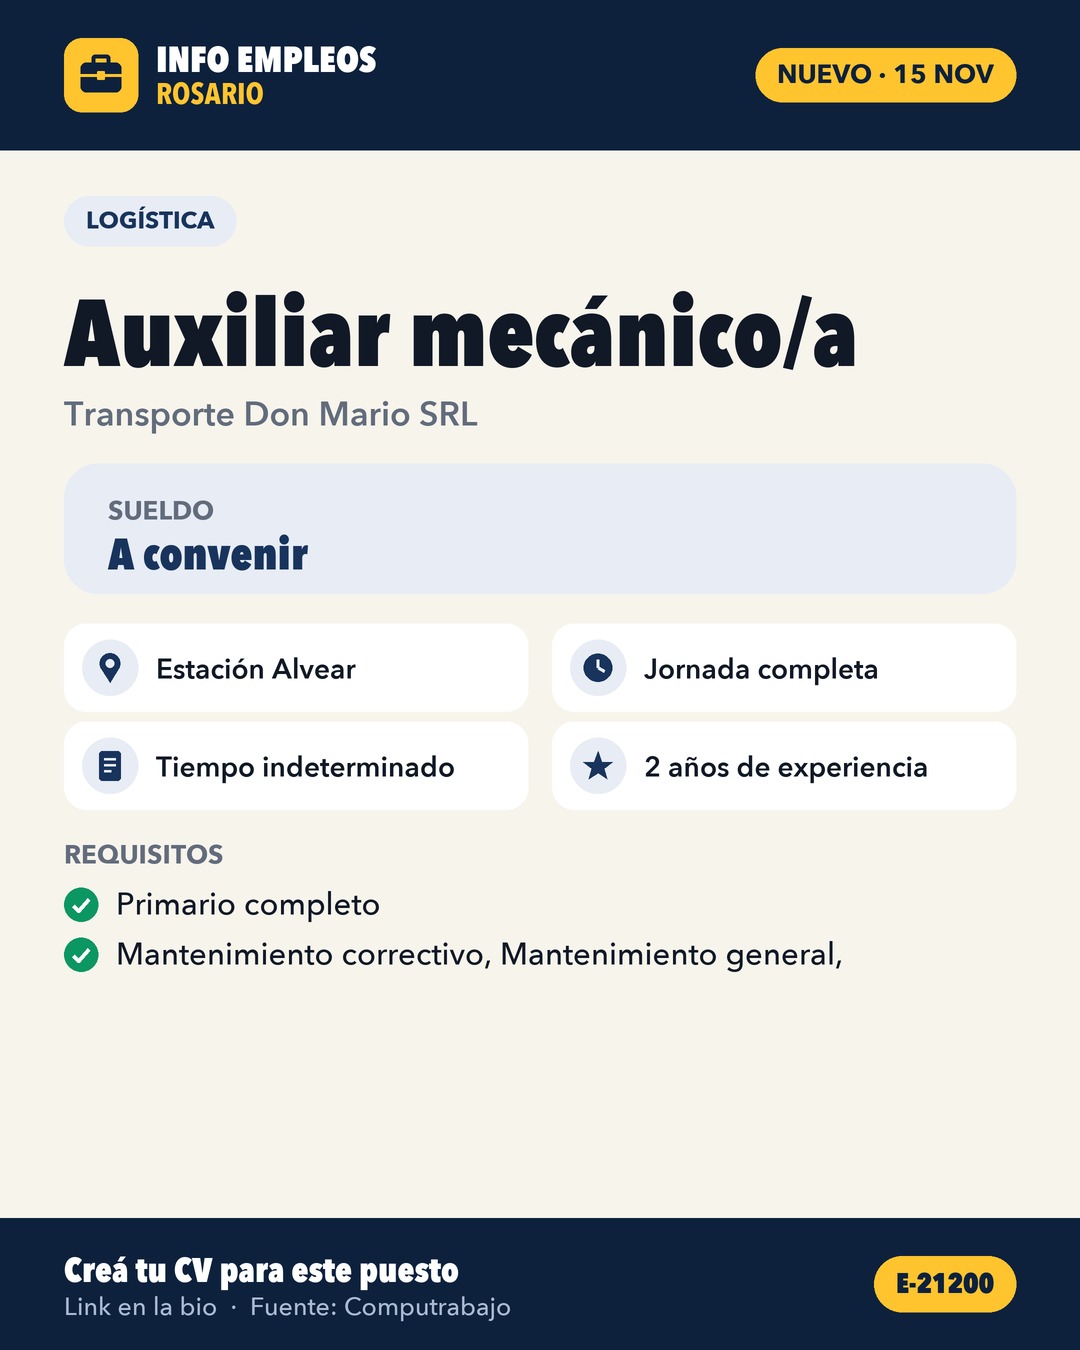 INFO EMPLEOS
ROSARIO
NUEVO · 15 NOV
LOGÍSTICA
Auxiliar mecánico/a
Transporte Don Mario SRL
SUELDO
A convenir
Estación Alvear
Jornada completa
Tiempo indeterminado
2 años de experiencia
REQUISITOS
Primario completo
Mantenimiento correctivo, Mantenimiento general,
Creá tu CV para este puesto
Link en la bio · Fuente: Computrabajo
E-21200